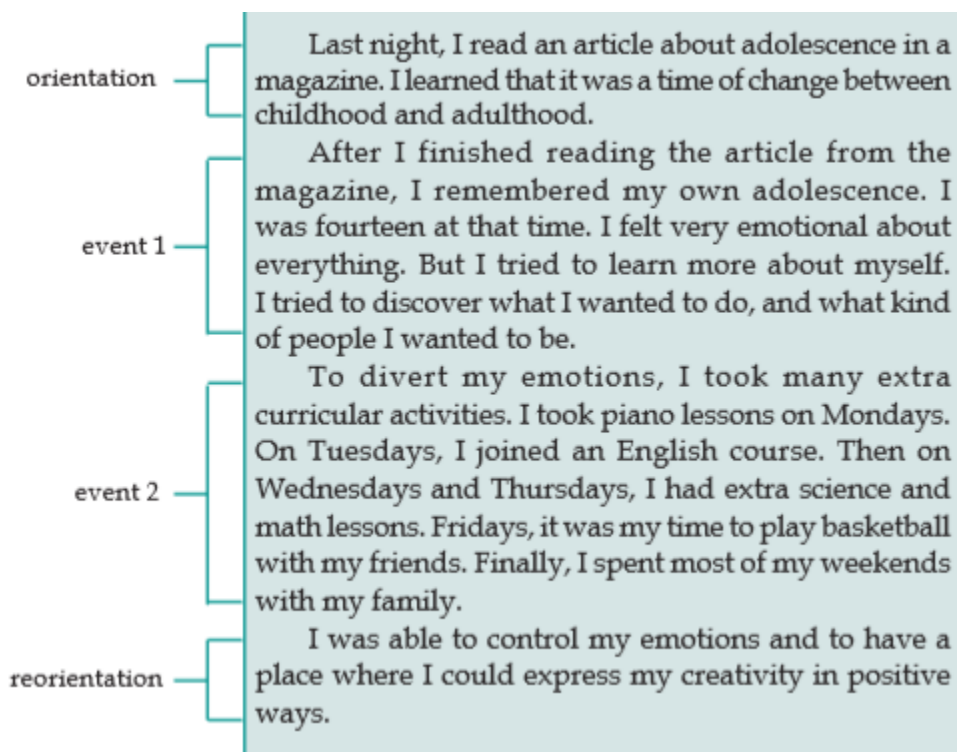 orientation
Last night, I read an article about adolescence in a
magazine. I learned that it was a time of change between
childhood and adulthood.
event 1
After I finished reading the article from the
magazine, I remembered my own adolescence. I
was fourteen at that time. I felt very emotional about
everything. But I tried to learn more about myself.
I tried to discover what I wanted to do, and what kind
of people I wanted to be.
event 2
To divert my emotions, I took many extra
curricular activities. I took piano lessons on Mondays.
On Tuesdays, I joined an English course. Then on
Wednesdays and Thursdays, I had extra science and
math lessons. Fridays, it was my time to play basketball
with my friends. Finally, I spent most of my weekends
with my family.
reorientation
I was able to control my emotions and to have a
place where I could express my creativity in positive
ways.